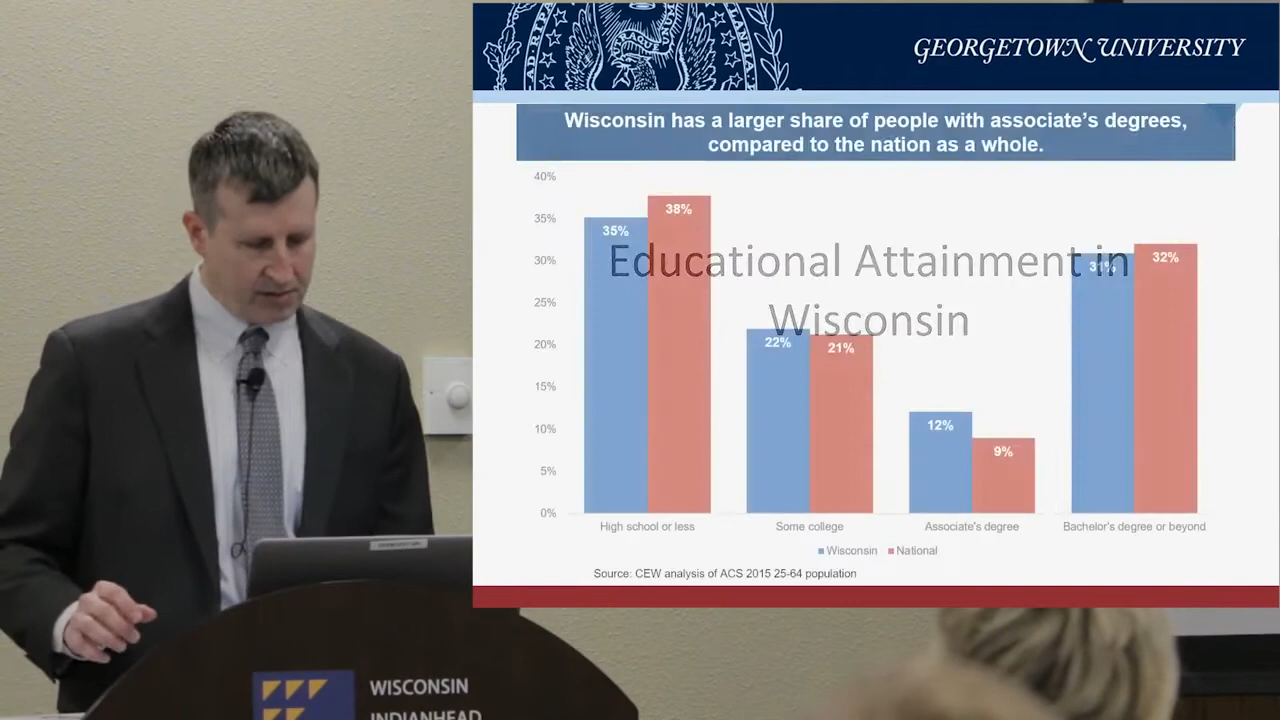 GEORGETOWN UNIVERSITY
Wisconsin has a larger share of people with associate's degrees,
compared to the nation as a whole.
Educational Attainment in
Wisconsin
40%
35%
30%
25%
20%
15%
10%
5%
0%
35%
38%
22%
21%
12%
9%
31%
32%
High school or less
Some college
Associate's degree
Bachelor's degree or beyond
Wisconsin
National
Source: CEW analysis of ACS 2015 25-64 population
WISCONSIN
INDIANHEAD